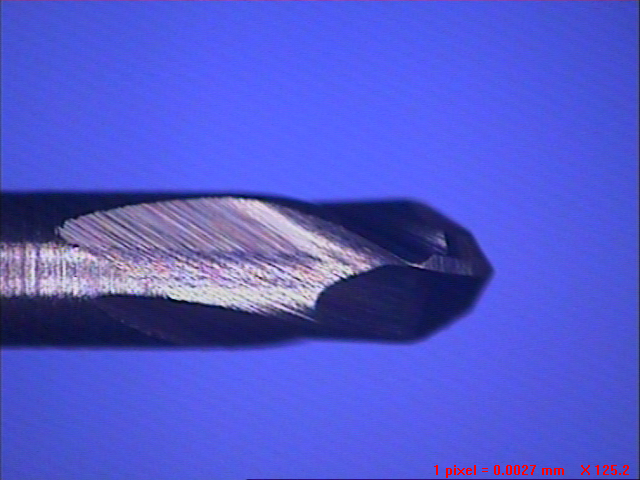 1 pixel = 0.0027 mm × 125.2